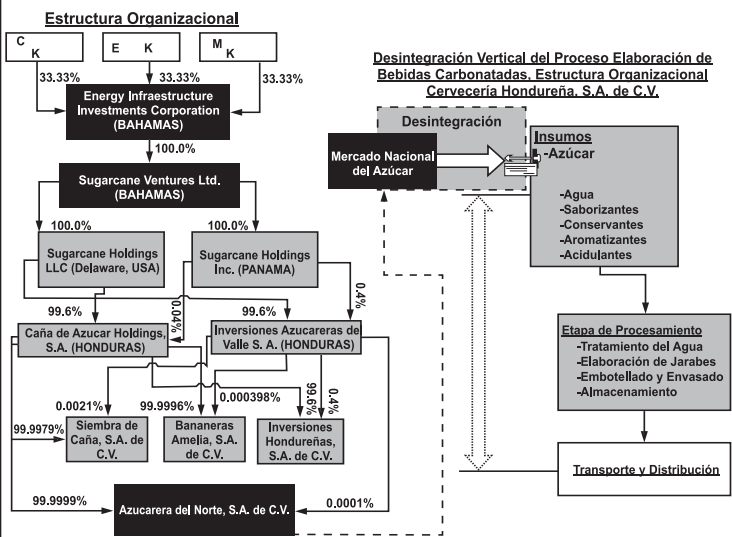 Estructura Organizacional
C K
E K
M K
33.33%
33.33%
33.33%
Energy Infraestructure
Investments Corporation
(BAHAMAS)
100.0%
Sugarcane Ventures Ltd.
(BAHAMAS)
100.0%
100.0%
Sugarcane Holdings
LLC (Delaware, USA)
Sugarcane Holdings
Inc. (PANAMA)
99.6%
0.04%
99.6%
0.4%
Caña de Azucar Holdings,
S.A. (HONDURAS)
Inversiones Azucareras de
Valle S. A. (HONDURAS)
0.0021%
99.9996%
0.000398%
99.6%
0.4%
99.9979%
Siembra de
Caña, S.A. de
C.V.
Bananeras
Amelia, S.A.
de C.V.
Inversiones
Hondureñas,
S.A. de C.V.
99.9999%
0.0001%
Azucarera del Norte, S.A. de C.V.
Desintegración Vertical del Proceso Elaboración de
Bebidas Carbonatadas, Estructura Organizacional
Cervecería Hondureña, S.A. de C.V.
Desintegración
Mercado Nacional
del Azúcar
Insumos
-Azúcar
-Agua
-Saborizantes
-Conservantes
-Aromatizantes
-Acidulantes
Etapa de Procesamiento
-Tratamiento del Agua
-Elaboración de Jarabes
-Embotellado y Envasado
-Almacenamiento
Transporte y Distribución